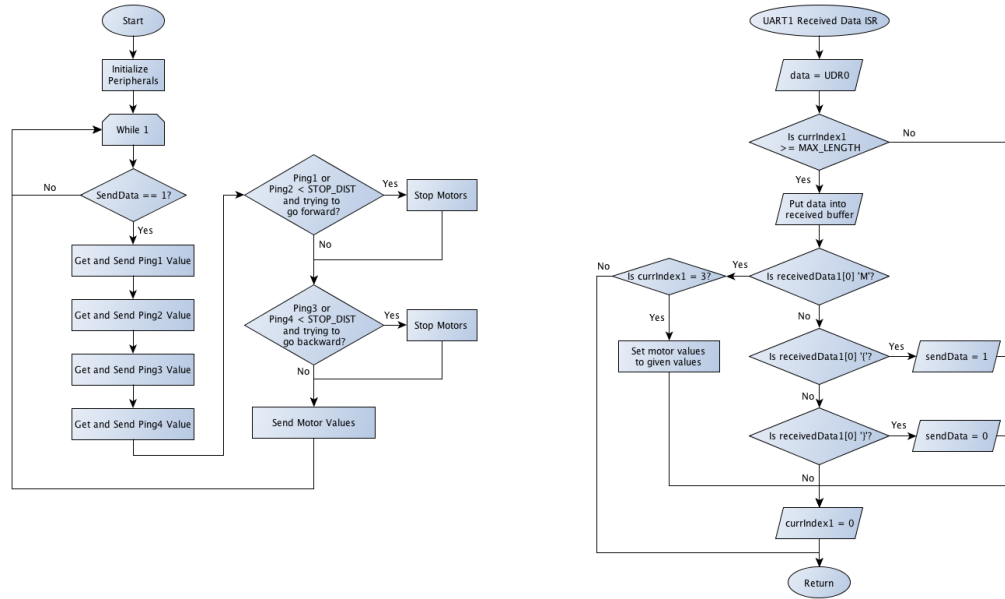 Start
Initialize
Peripherals
While 1
SendData == 1?
No
Yes
Get and Send Ping1 Value
Get and Send Ping2 Value
Get and Send Ping3 Value
Get and Send Ping4 Value
Ping1 or
Ping2 < STOP_DIST
and trying to
go forward?
Yes
Stop Motors
No
Ping3 or
Ping4 < STOP_DIST
and trying to
go backward?
Yes
Stop Motors
No
Send Motor Values
UART1 Received Data ISR
data = UDR0
Is currIndex1
>= MAX_LENGTH
No
Yes
Put data into
received buffer
Is receivedData1[0] 'M'?
Yes
Is currIndex1 = 3?
No
Yes
Set motor values
to given values
No
Is receivedData1[0] '{'?
Yes
sendData = 1
No
Is receivedData1[0] '}'?
Yes
sendData = 0
No
currIndex1 = 0
Return